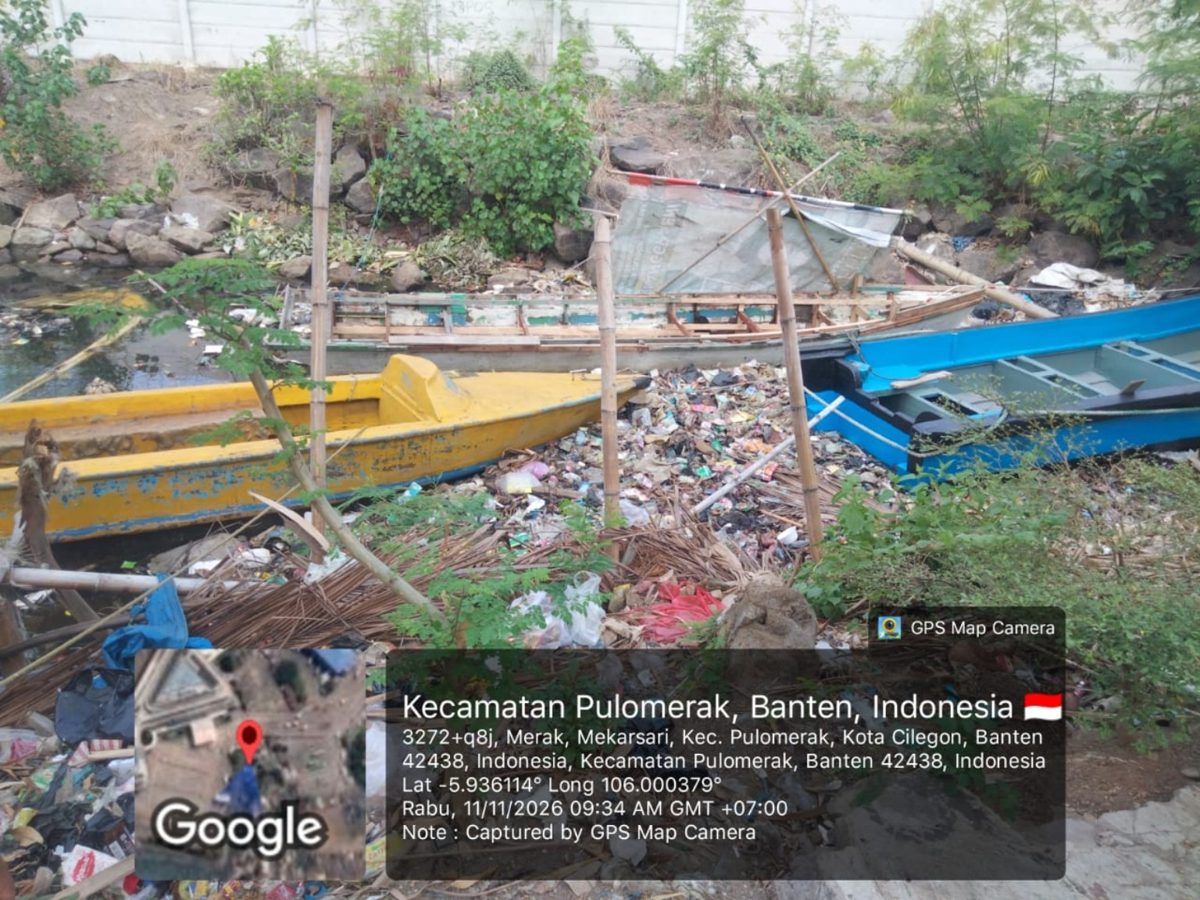 GPS Map Camera
Kecamatan Pulomerak, Banten, Indonesia
3272+q8j, Merak, Mekarsari, Kec. Pulomerak, Kota Cilegon, Banten
42438, Indonesia, Kecamatan Pulomerak, Banten 42438, Indonesia
Lat -5.936114° Long 106.000379°
Rabu, 11/11/2026 09:34 AM GMT +07:00
Note : Captured by GPS Map Camera
Google